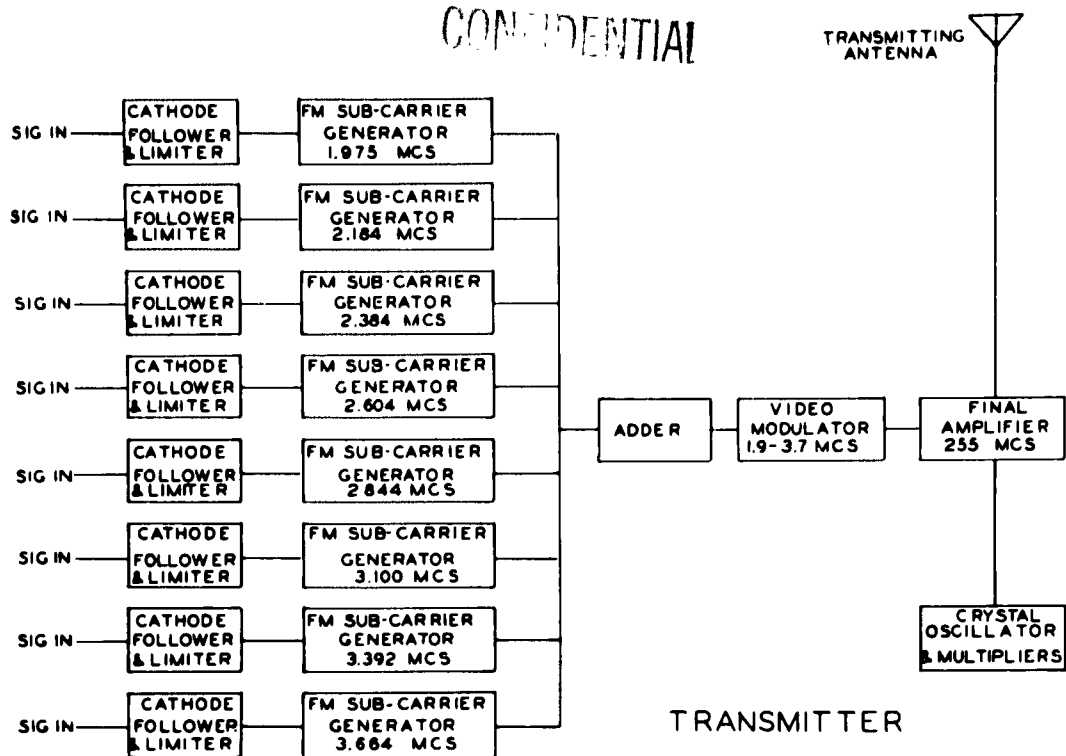 CONFIDENTIAL
TRANSMITTING
ANTENNA
SIG IN
CATHODE
FOLLOWER
& LIMITER
FM SUB-CARRIER
GENERATOR
1.975 MCS
SIG IN
CATHODE
FOLLOWER
& LIMITER
FM SUB-CARRIER
GENERATOR
2.184 MCS
SIG IN
CATHODE
FOLLOWER
& LIMITER
FM SUB-CARRIER
GENERATOR
2.384 MCS
SIG IN
CATHODE
FOLLOWER
& LIMITER
FM SUB-CARRIER
GENERATOR
2.604 MCS
SIG IN
CATHODE
FOLLOWER
& LIMITER
FM SUB-CARRIER
GENERATOR
2844 MCS
SIG IN
CATHODE
FOLLOWER
& LIMITER
FM SUB-CARRIER
GENERATOR
3.100 MCS
SIG IN
CATHODE
FOLLOWER
& LIMITER
FM SUB-CARRIER
GENERATOR
3.392 MCS
SIG IN
CATHODE
FOLLOWER
& LIMITER
FM SUB-CARRIER
GENERATOR
3.664 MCS
ADDER
VIDEO
MODULATOR
1.9-3.7 MCS
FINAL
AMPLIFIER
255 MCS
CRYSTAL
OSCILLATOR
& MULTIPLIERS
TRANSMITTER